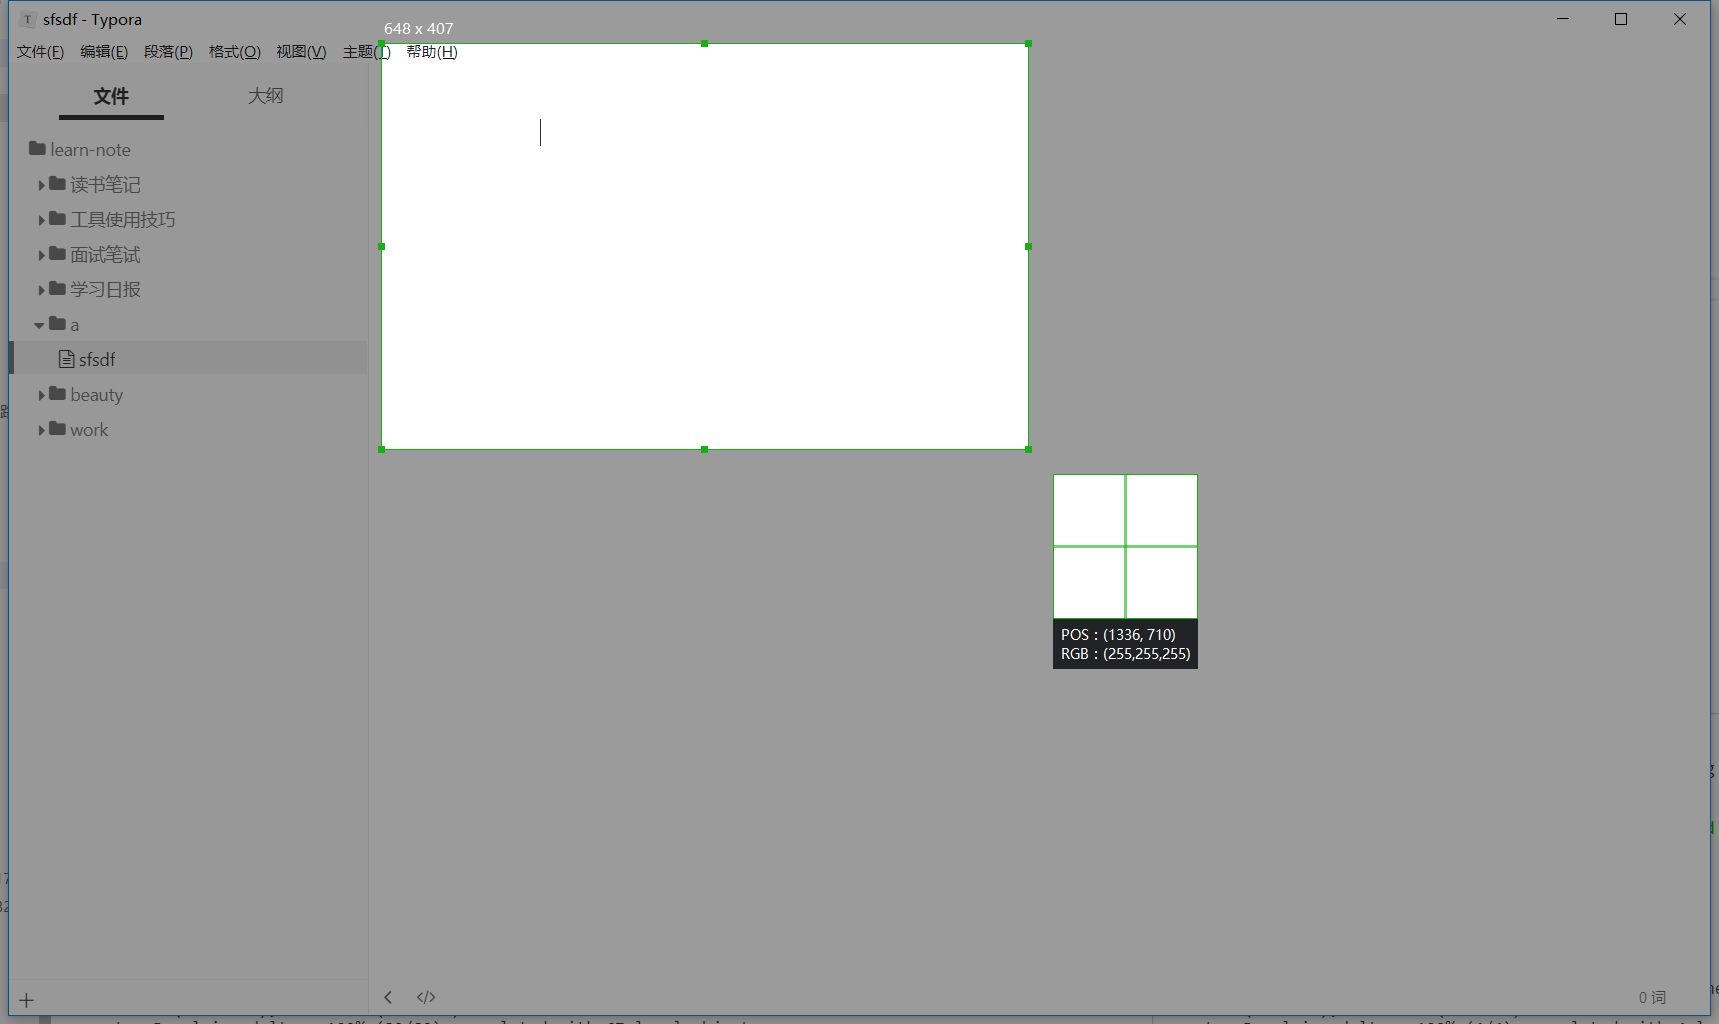 sfsdf - Typora
648 x 407
文件(F) 编辑(E) 段落(P) 格式(O) 视图(V) 主题(T) 帮助(H)
文件 大纲
learn-note
读书笔记
工具使用技巧
面试笔试
学习日报
a
sfsdf
beauty
work
POS : (1336, 710)
RGB : (255,255,255)
</> 0 词